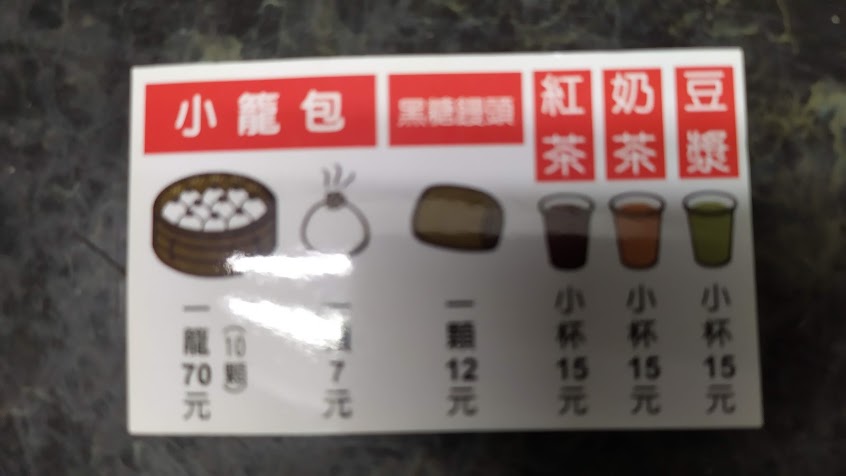 小籠包
黑糖饅頭
紅茶
奶茶
豆漿
一籠70元
(10顆)
一顆7元
一顆12元
小杯15元
小杯15元
小杯15元